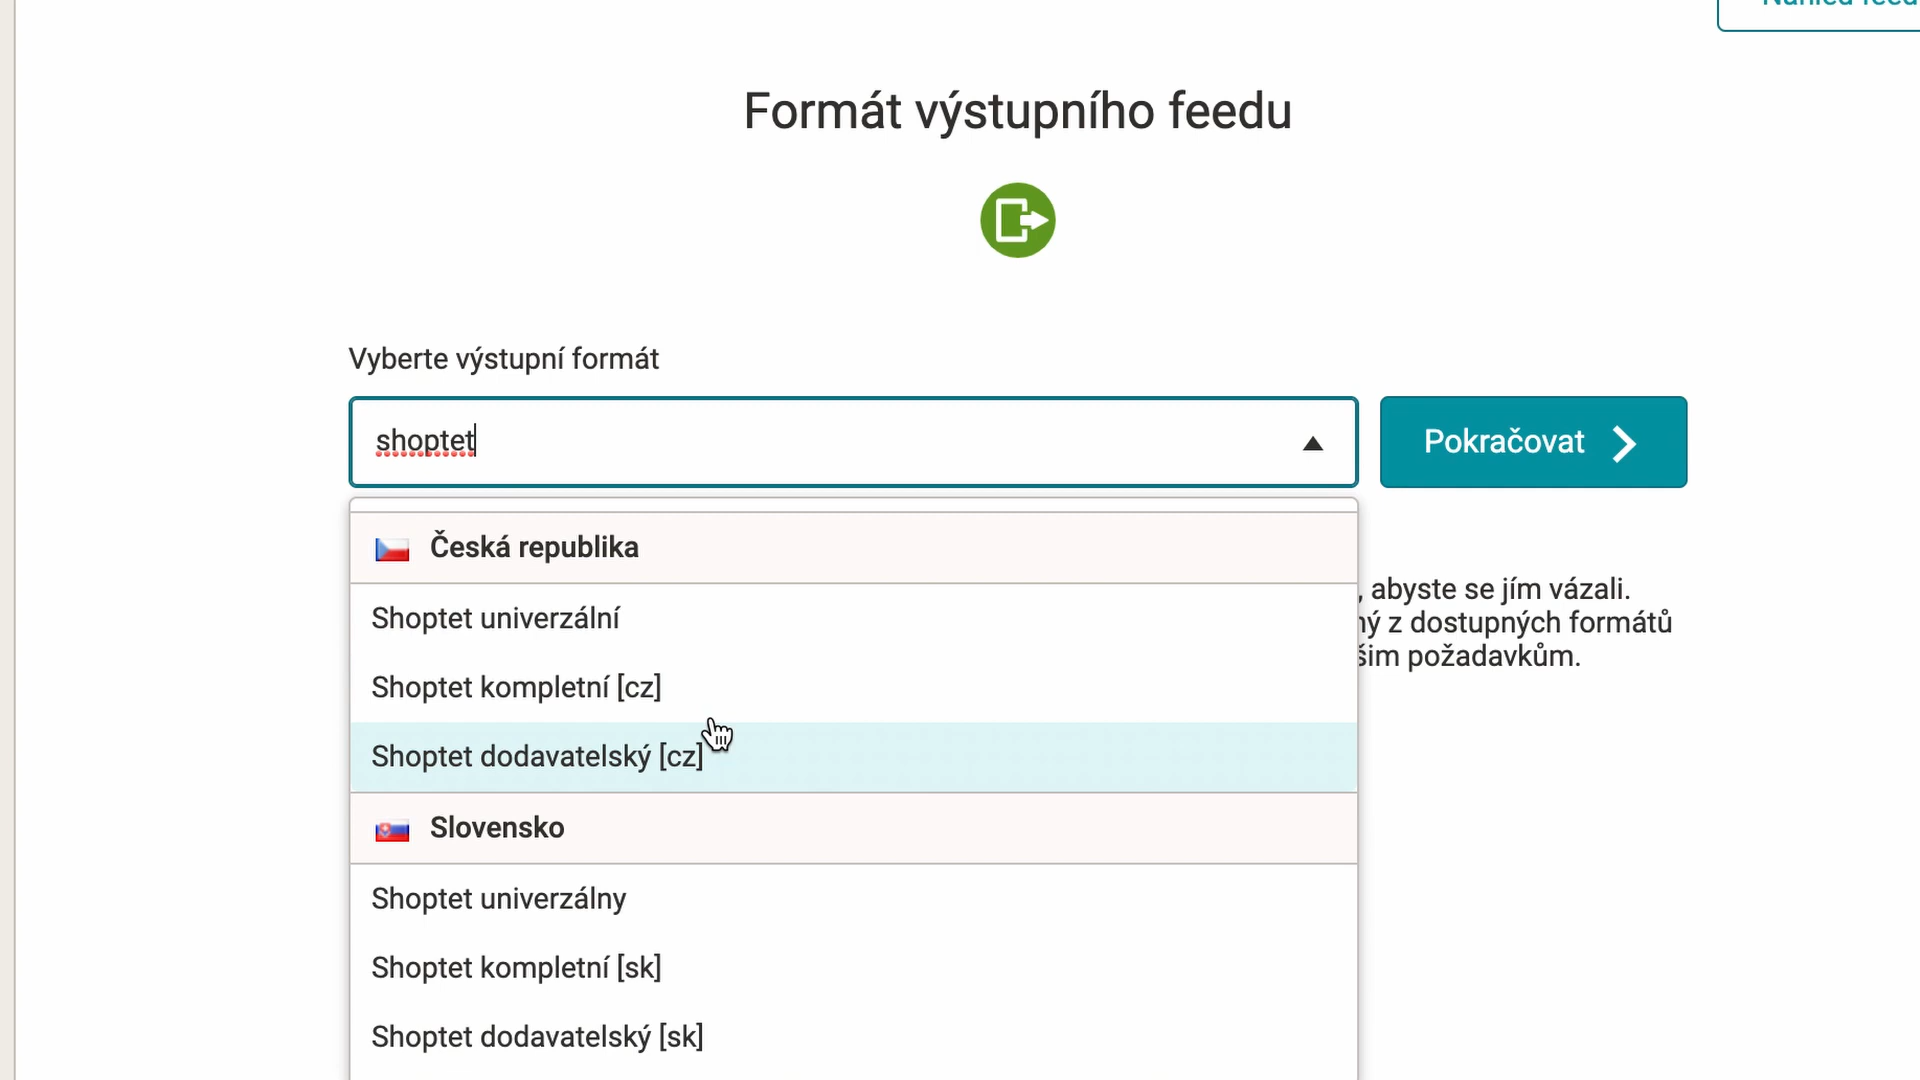 Formát výstupního feedu
Vyberte výstupní formát
shoptet
Pokračovat
Česká republika
Shoptet univerzální
Shoptet kompletní [cz]
Shoptet dodavatelský [cz]
Slovensko
Shoptet univerzálny
Shoptet kompletní [sk]
Shoptet dodavatelský [sk]
, abyste se jím vázali.
z dostupných formátů
požadavkům.